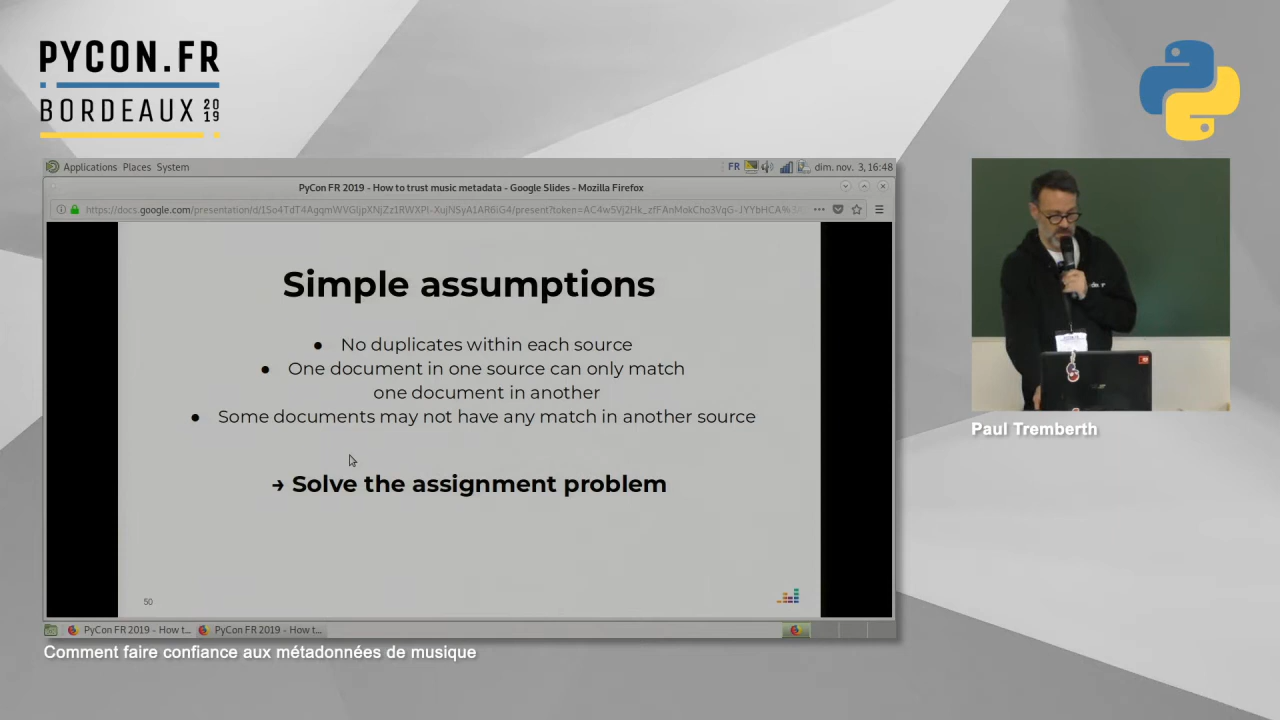 PYCON.FR
BORDEAUX 2019
Applications Places System
FR
dim. nov. 3, 16:48
PyCon FR 2019 - How to trust music metadata - Google Slides - Mozilla Firefox
Simple assumptions
● No duplicates within each source
● One document in one source can only match
one document in another
● Some documents may not have any match in another source
→ Solve the assignment problem
50
PyCon FR 2019 - How t...
PyCon FR 2019 - How t...
Paul Tremberth
Comment faire confiance aux métadonnées de musique